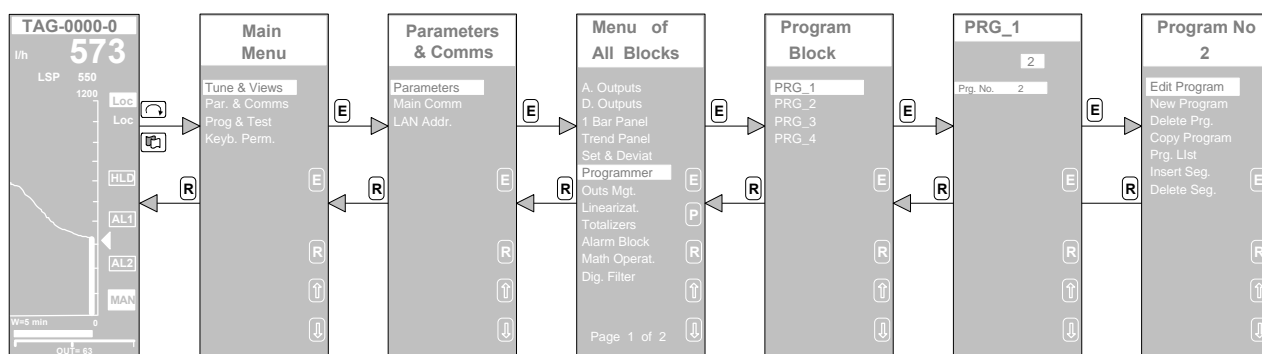 TAG-0000-0
l/h 573
LSP 550
1200
Loc
Loc
HLD
AL1
AL2
MAN
W=5 min 0
OUT= 63
E
R
Main
Menu
Tune & Views
Par. & Comms
Prog & Test
Keyb. Perm.
E
R
E
R
Parameters
& Comms
Parameters
Main Comm
LAN Addr.
E
R
E
R
Menu of
All Blocks
A. Outputs
D. Outputs
1 Bar Panel
Trend Panel
Set & Deviat
Programmer
Outs Mgt.
Linearizat.
Totalizers
Alarm Block
Math Operat.
Dig. Filter
Page 1 of 2
E
P
R
E
R
Program
Block
PRG_1
PRG_2
PRG_3
PRG_4
E
R
E
R
PRG_1
2
Prg. No. 2
E
R
E
R
Program No
2
Edit Program
New Program
Delete Prg.
Copy Program
Prg. LIst
Insert Seg.
Delete Seg.
E
R